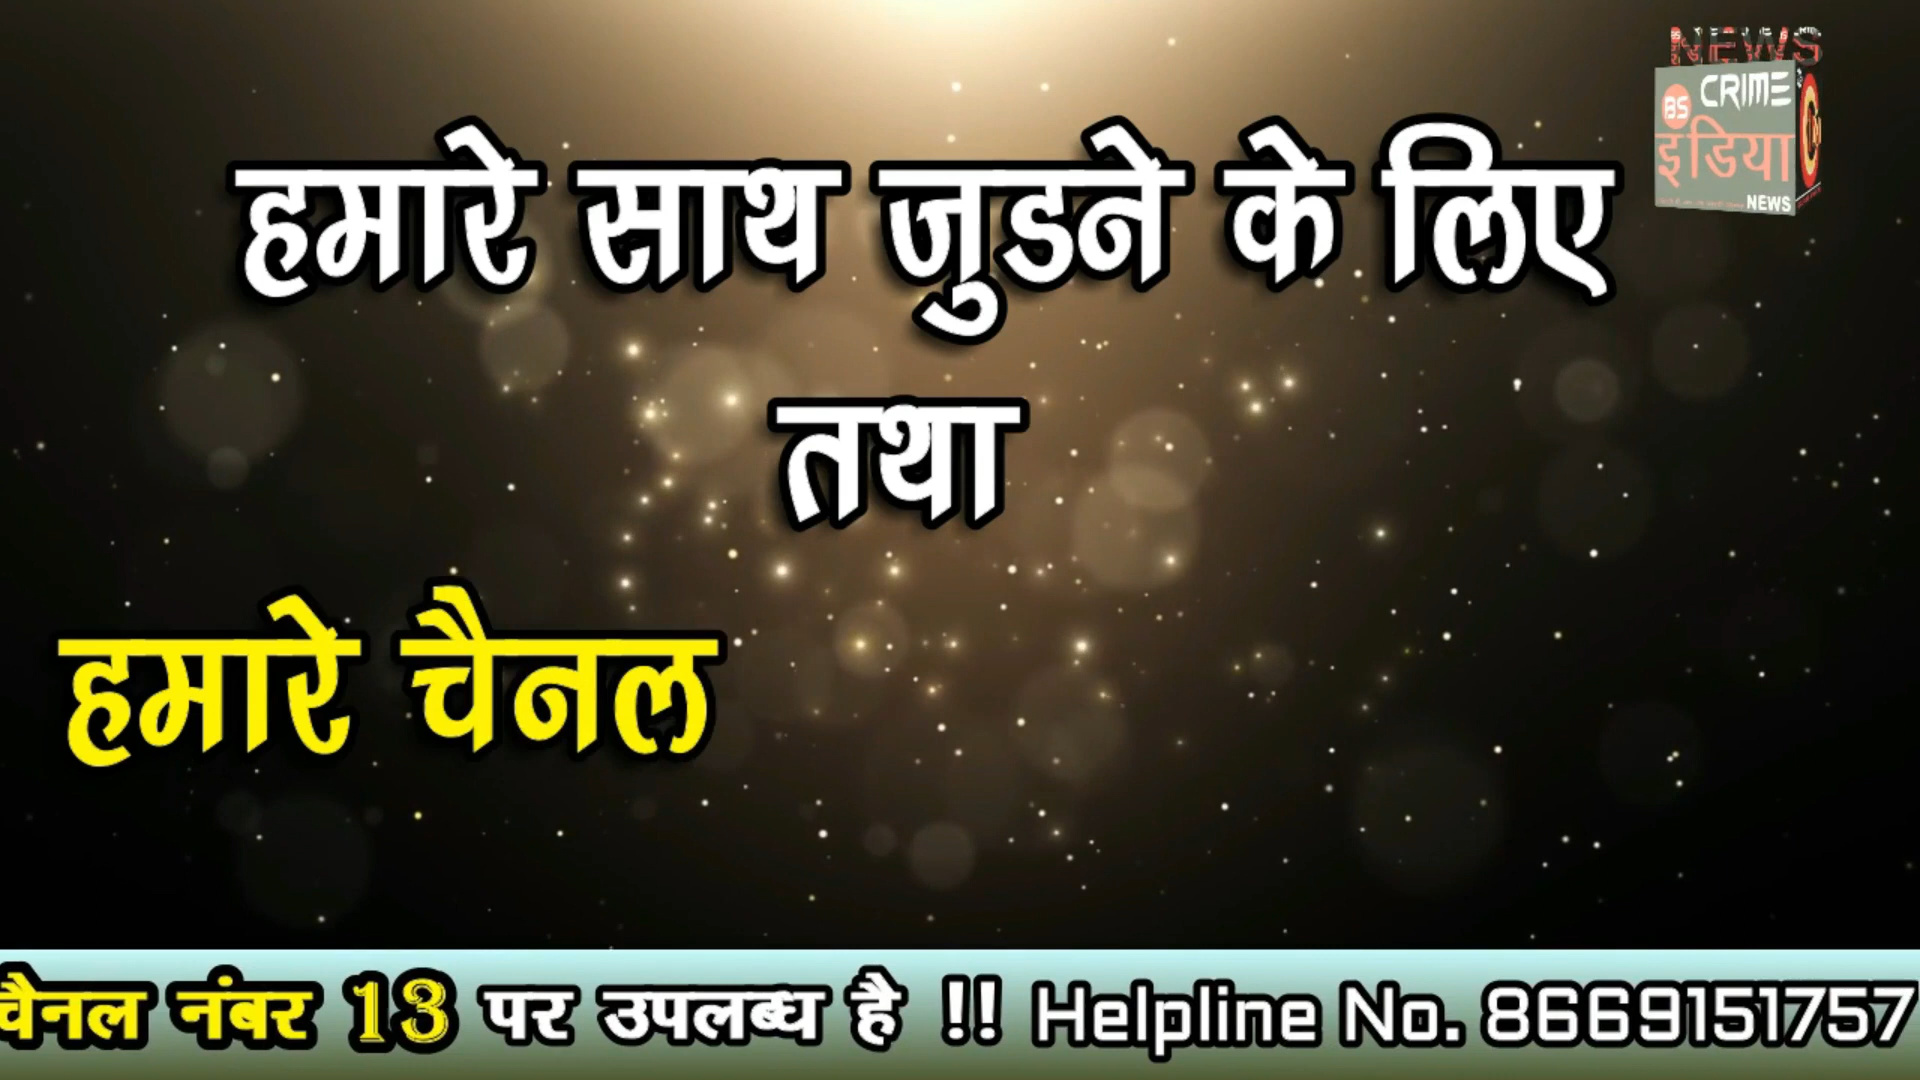 NEWS
CRIME
BS
इंडिया
NEWS
हमारे साथ जुडने के लिए
तथा
हमारे चैनल
चैनल नंबर 13 पर उपलब्ध है !! Helpline No. 8669151757